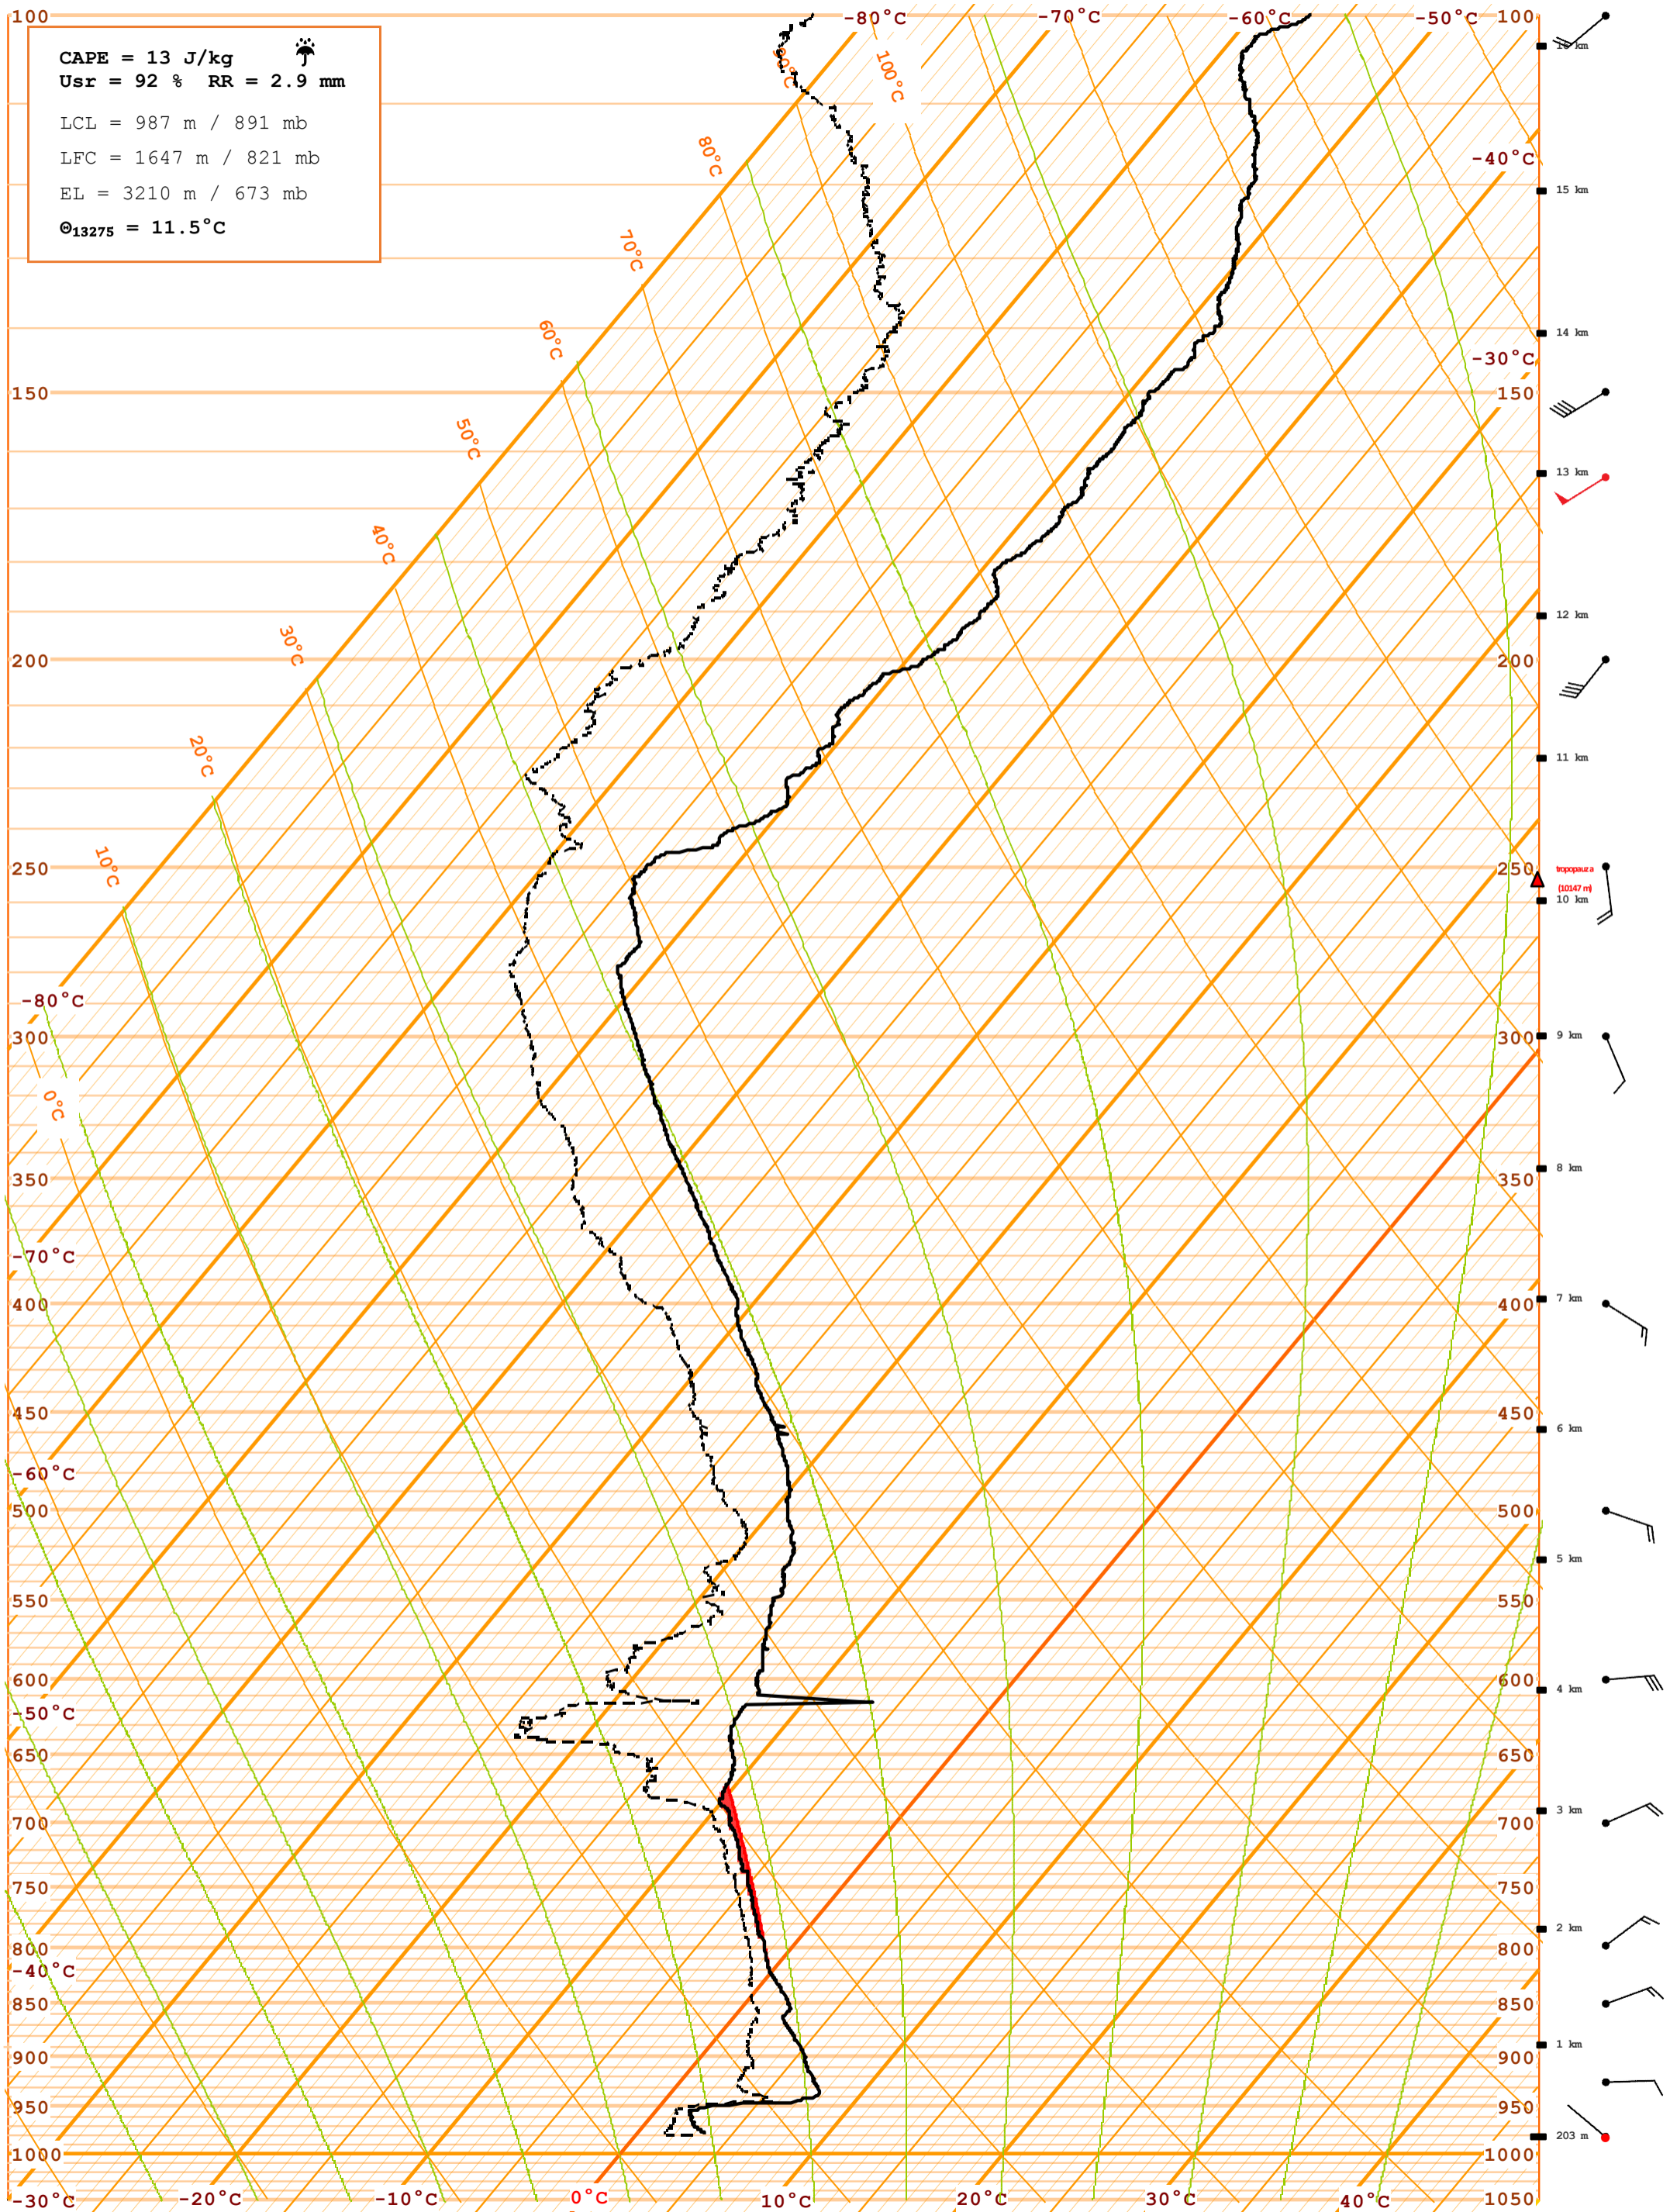 100
-80°C
-70°C
-60°C
-50°C
100
CAPE = 13 J/kg
Usr = 92 %  RR = 2.9 mm
LCL = 987 m / 891 mb
LFC = 1647 m / 821 mb
EL = 3210 m / 673 mb
Θ13275 = 11.5°C
100°C
80°C
-40°C
15 km
70°C
60°C
14 km
-30°C
150
150
50°C
13 km
40°C
12 km
30°C
200
200
20°C
11 km
10°C
250
250
tropopauza
(10147 m)
10 km
-80°C
300
300
9 km
0°C
350
350
8 km
-70°C
400
400
7 km
450
450
6 km
-60°C
500
500
5 km
550
550
600
600
4 km
-50°C
650
650
3 km
700
700
750
750
2 km
800
800
-40°C
850
850
1 km
900
900
950
950
203 m
1000
1000
-30°C
-20°C
-10°C
0°C
10°C
20°C
30°C
40°C
1050